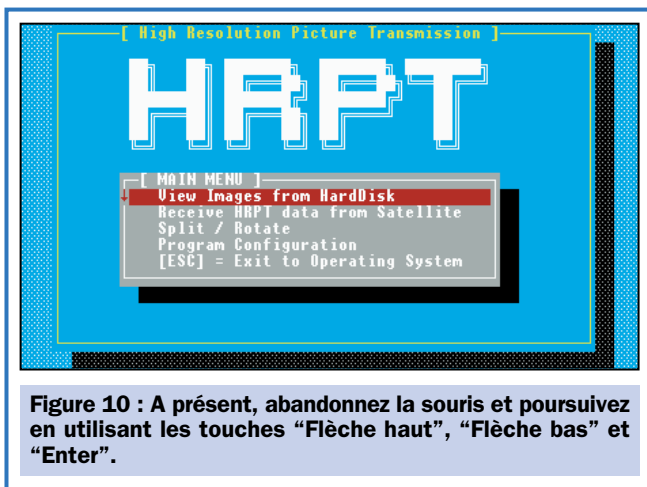 [ High Resolution Picture Transmission ]
HRPT
[ MAIN MENU ]
View Images from HardDisk
Receive HRPT data from Satellite
Split / Rotate
Program Configuration
[ESC] = Exit to Operating System
Figure 10 : A présent, abandonnez la souris et poursuivez
en utilisant les touches “Flèche haut”, “Flèche bas” et
“Enter”.